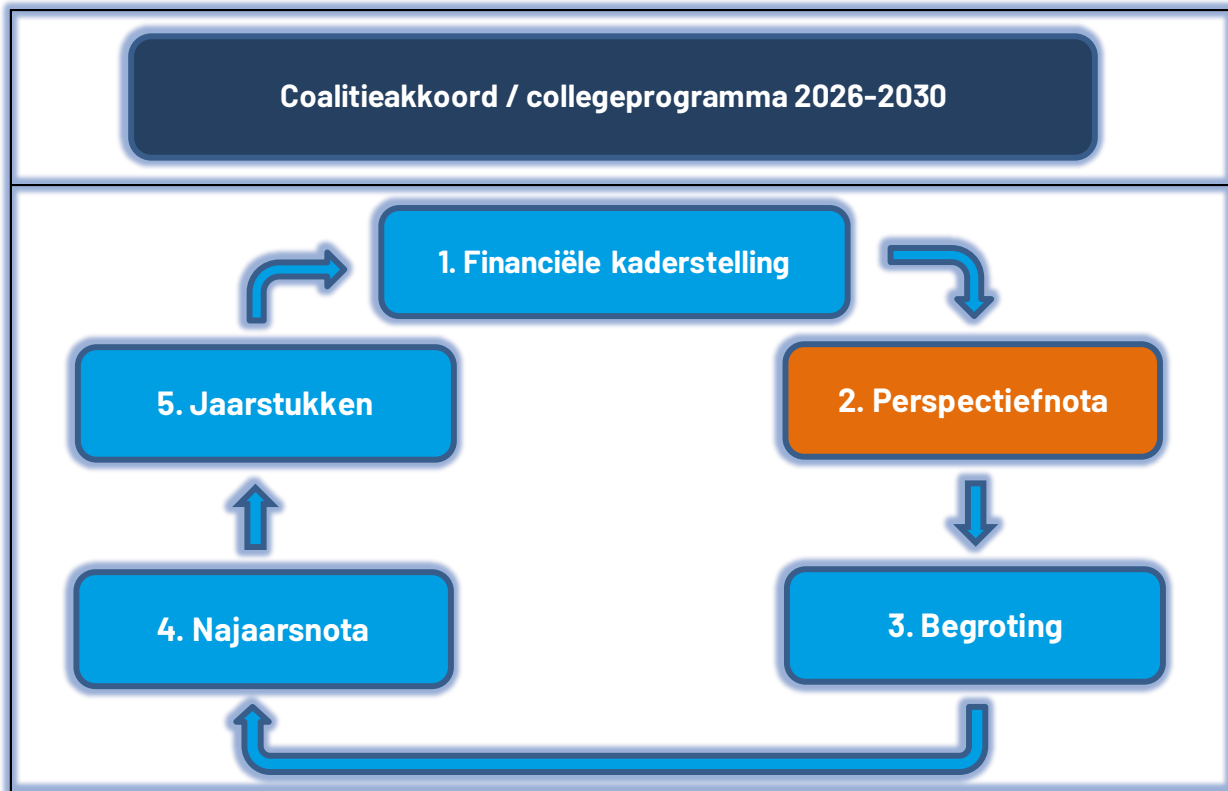 Coalitieakkoord / collegeprogramma 2026-2030
1. Financiële kaderstelling
2. Perspectiefnota
3. Begroting
4. Najaarsnota
5. Jaarstukken